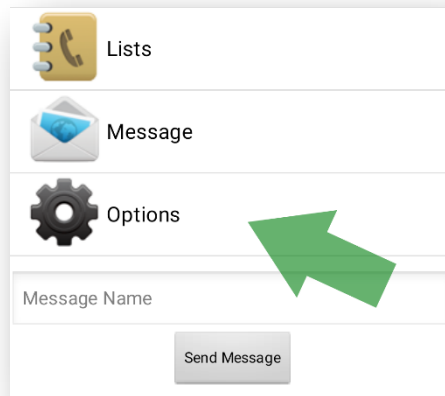 Lists
Message
Options
Message Name
Send Message